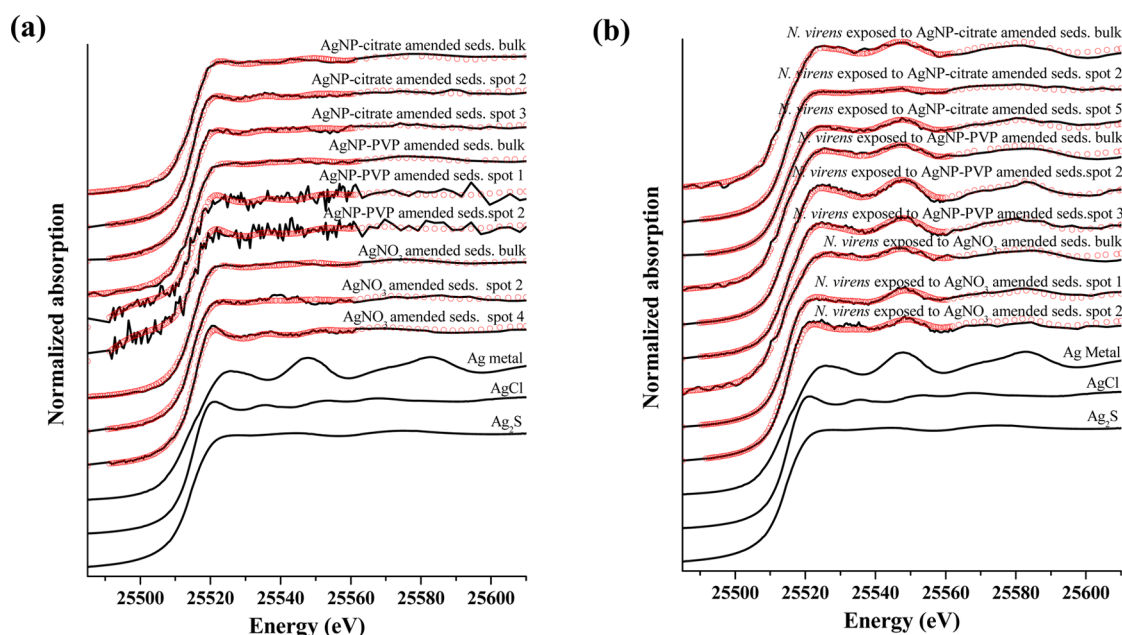 (a)
AgNP-citrate amended seds. bulk
AgNP-citrate amended seds. spot 2
AgNP-citrate amended seds. spot 3
AgNP-PVP amended seds. bulk
AgNP-PVP amended seds. spot 1
AgNP-PVP amended seds.spot 2
AgNO3 amended seds. bulk
AgNO3 amended seds. spot 2
AgNO3 amended seds. spot 4
Ag metal
AgCl
Ag2S
Normalized absorption
25500 25520 25540 25560 25580 25600
Energy (eV)
(b)
N. virens exposed to AgNP-citrate amended seds. bulk
N. virens exposed to AgNP-citrate amended seds. spot 2
N. virens exposed to AgNP-citrate amended seds. spot 5
N. virens exposed to AgNP-PVP amended seds. bulk
N. virens exposed to AgNP-PVP amended seds. spot 2
N. virens exposed to AgNP-PVP amended seds.spot 3
N. virens exposed to AgNO3 amended seds. bulk
N. virens exposed to AgNO3 amended seds. spot 1
N. virens exposed to AgNO3 amended seds. spot 2
Ag Metal
AgCl
Ag2S
Normalized absorption
25500 25520 25540 25560 25580 25600
Energy (eV)